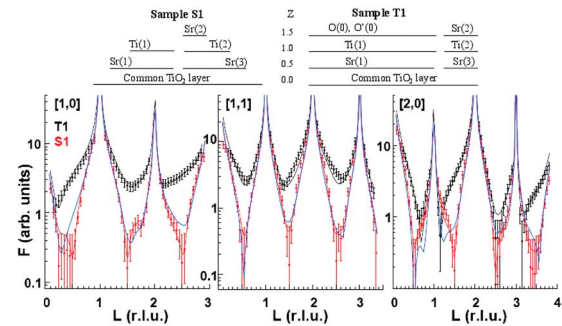 Sample S1
Z
Sample T1
Sr(2)
1.5
O(0), O'(0)
Sr(2)
Ti(1)
Ti(2)
1.0
Ti(1)
Ti(2)
Sr(1)
Sr(3)
0.5
Sr(1)
Sr(3)
Common TiO2 layer
0.0
Common TiO2 layer
[1,0]
[1,1]
[2,0]
T1
S1
F (arb. units)
10
1
0.1
10
1
0.1
10
1
0
1
2
3
0
1
2
3
0
1
2
3
4
L (r.l.u.)
L (r.l.u.)
L (r.l.u.)